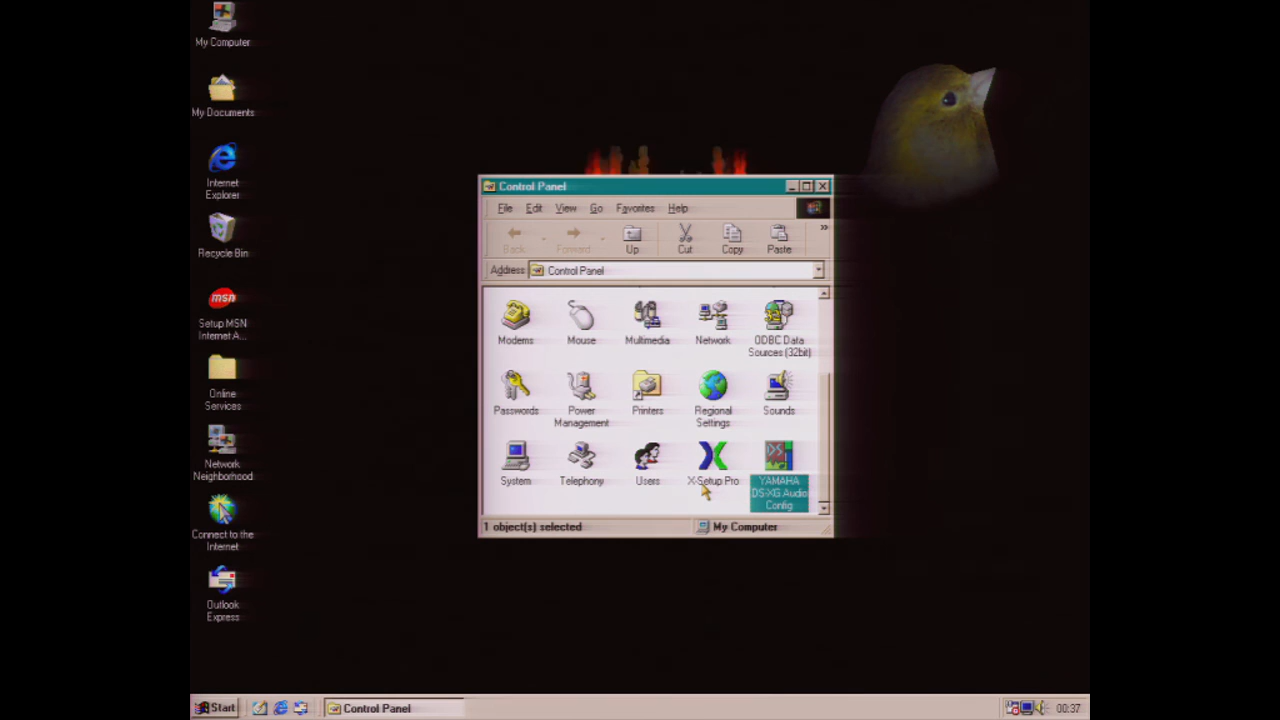 My Computer
My Documents
Internet
Explorer
Recycle Bin
msn
Setup MSN
Internet A...
Online
Services
Network
Neighborhood
Connect to the
Internet
Outlook
Express
Control Panel
File Edit View Go Favorites Help
Back Forward Up Cut Copy Paste »
Address Control Panel
Modems Mouse Multimedia Network ODBC Data
Sources (32bit)
Passwords Power Printers Regional Sounds
Management Settings
System Telephony Users X-Setup Pro YAMAHA
DS-XG Audio
Config
DS
1 object(s) selected My Computer
Start Control Panel 00:37